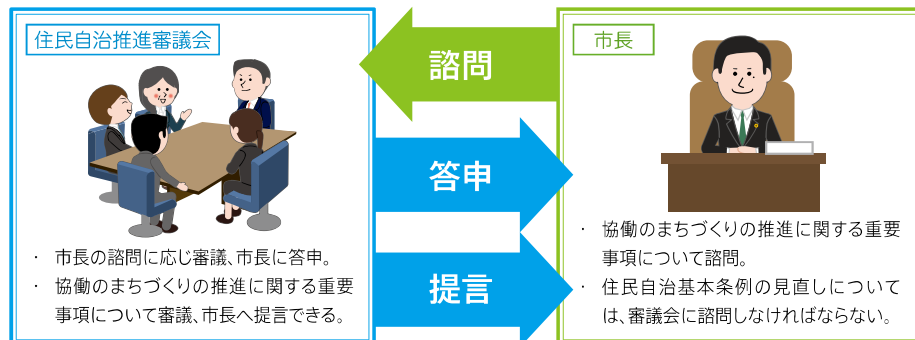 住民自治推進審議会
・ 市長の諮問に応じ審議、市長に答申。
・ 協働のまちづくりの推進に関する重要
事項について審議、市長へ提言できる。
諮問
答申
提言
市長
・ 協働のまちづくりの推進に関する重要
事項について諮問。
・ 住民自治基本条例の見直しについて
は、審議会に諮問しなければならない。